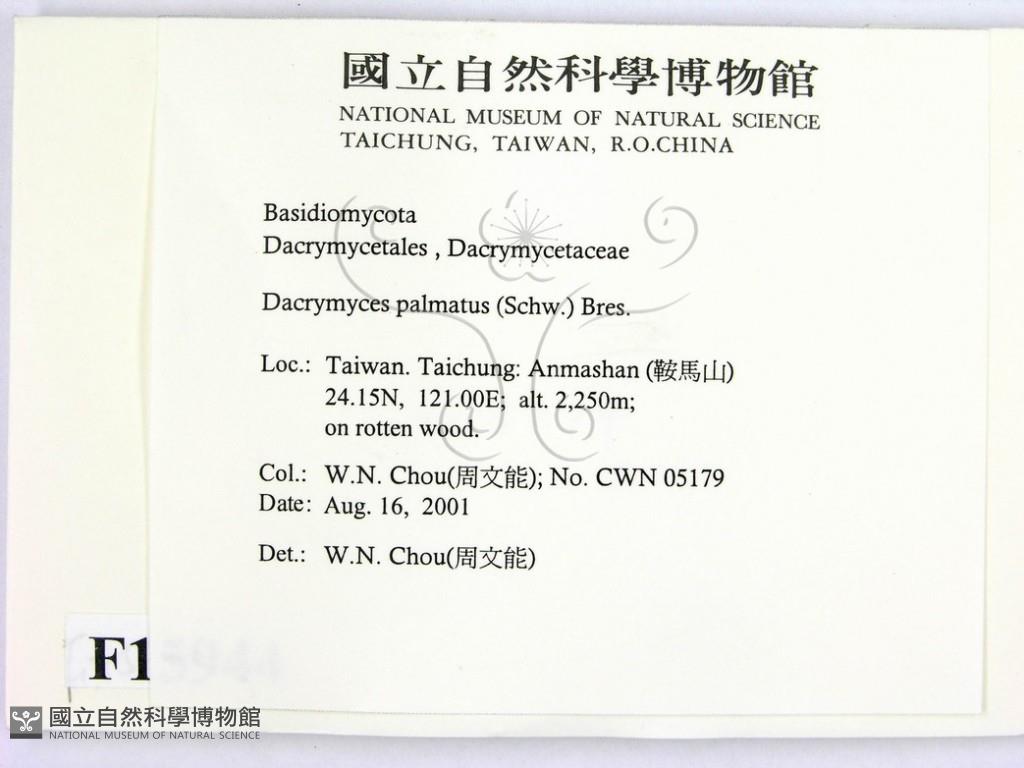 國立自然科學博物館
NATIONAL MUSEUM OF NATURAL SCIENCE
TAICHUNG, TAIWAN, R.O.CHINA
Basidiomycota
Dacrymycetales , Dacrymycetaceae
Dacrymyces palmatus (Schw.) Bres.
Loc.: Taiwan. Taichung: Anmashan (鞍馬山)
24.15N, 121.00E; alt. 2,250m;
on rotten wood.
Col.: W.N. Chou(周文能); No. CWN 05179
Date: Aug. 16, 2001
Det.: W.N. Chou(周文能)
F1
國立自然科學博物館
NATIONAL MUSEUM OF NATURAL SCIENCE